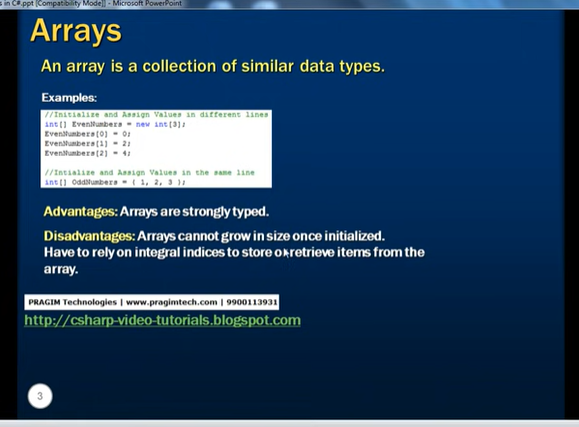 s in C#.ppt [Compatibility Mode] - Microsoft PowerPoint
Arrays
An array is a collection of similar data types.
Examples:
//Initialize and Assign Values in different lines
int[] EvenNumbers = new int[3];
EvenNumbers[0] = 0;
EvenNumbers[1] = 2;
EvenNumbers[2] = 4;
//Intialize and Assign Values in the same line
int[] OddNumbers = { 1, 2, 3 };
Advantages: Arrays are strongly typed.
Disadvantages: Arrays cannot grow in size once initialized.
Have to rely on integral indices to store or retrieve items from the
array.
PRAGIM Technologies | www.pragimtech.com | 9900113931
http://csharp-video-tutorials.blogspot.com
3